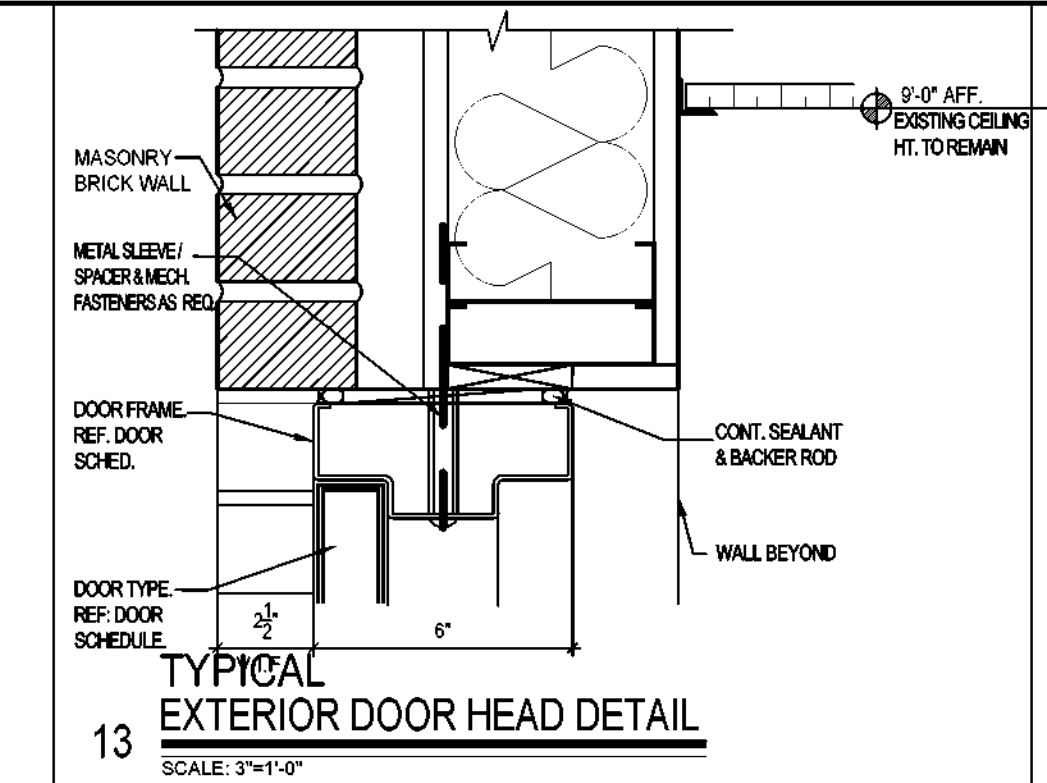 9'-0" AFF.
EXISTING CEILING
HT. TO REMAIN
MASONRY
BRICK WALL
METAL SLEEVE/
SPACER & MECH.
FASTENERS AS REQ.
DOOR FRAME.
REF. DOOR
SCHED.
CONT. SEALANT
& BACKER ROD
WALL BEYOND
DOOR TYPE.
REF: DOOR
SCHEDULE.
2 1/2"
6"
TYPICAL
EXTERIOR DOOR HEAD DETAIL
13
SCALE: 3"=1'-0"